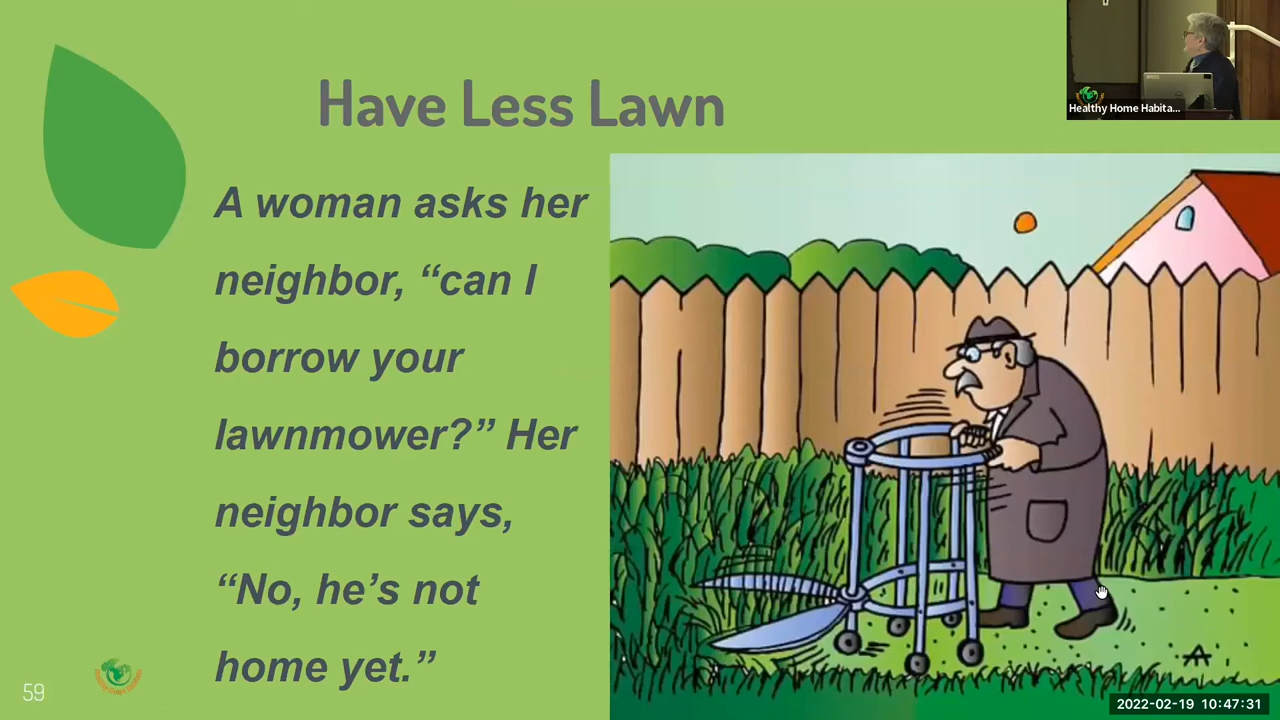 Have Less Lawn
Healthy Home Habita...
A woman asks her
neighbor, “can I
borrow your
lawnmower?” Her
neighbor says,
“No, he’s not
home yet.”
59
2022-02-19 10:47:31